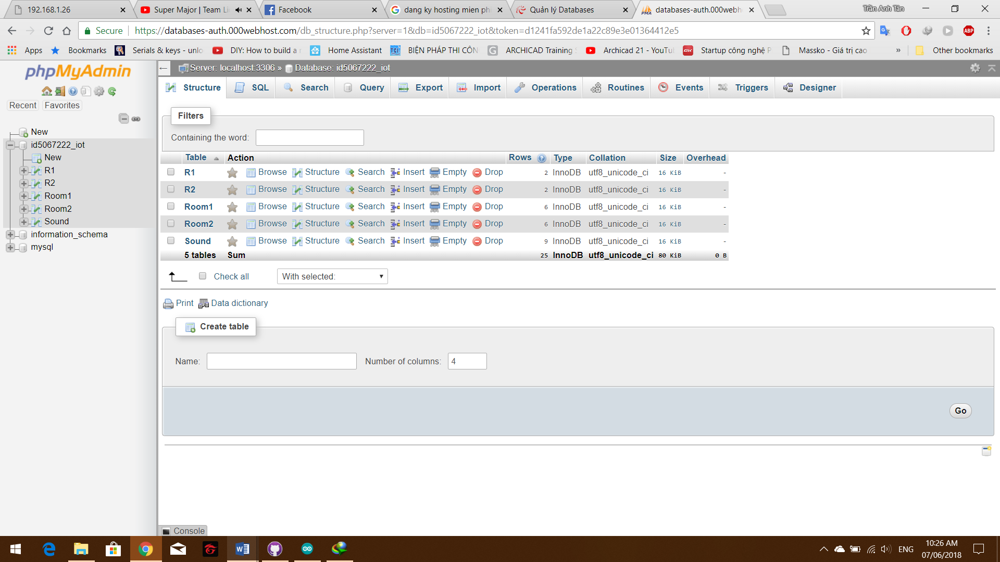 192.168.1.26
Super Major | Team Li
Facebook
dang ky hosting mien ph
Quản lý Databases
databases-auth.000webh
Trần Anh Tân
Secure
https://databases-auth.000webhost.com/db_structure.php?server=1&db=id5067222_iot&token=d1241fa592de1a22c89e3e01364412e5
Apps
Bookmarks
Serials & keys - unlo
DIY: How to build a
Home Assistant
BIỆN PHÁP THI CÔN
ARCHICAD Training
Archicad 21 - YouTu
Startup công nghệ P
Massko - Giá trị cao
»
Other bookmarks
phpMyAdmin
Recent
Favorites
New
id5067222_iot
New
R1
R2
Room1
Room2
Sound
information_schema
mysql
Server: localhost:3306 » Database: id5067222_iot
Structure SQL Search Query Export Import Operations Routines Events Triggers Designer
Filters
Containing the word:
Table Action Rows Type Collation Size Overhead
R1 Browse Structure Search Insert Empty Drop 2 InnoDB utf8_unicode_ci 16 KiB -
R2 Browse Structure Search Insert Empty Drop 2 InnoDB utf8_unicode_ci 16 KiB -
Room1 Browse Structure Search Insert Empty Drop 6 InnoDB utf8_unicode_ci 16 KiB -
Room2 Browse Structure Search Insert Empty Drop 6 InnoDB utf8_unicode_ci 16 KiB -
Sound Browse Structure Search Insert Empty Drop 9 InnoDB utf8_unicode_ci 16 KiB -
5 tables Sum 25 InnoDB utf8_unicode_ci 80 KiB 0 B
Check all
With selected:
Print Data dictionary
Create table
Name:
Number of columns: 4
Go
Console
ENG
10:26 AM
07/06/2018